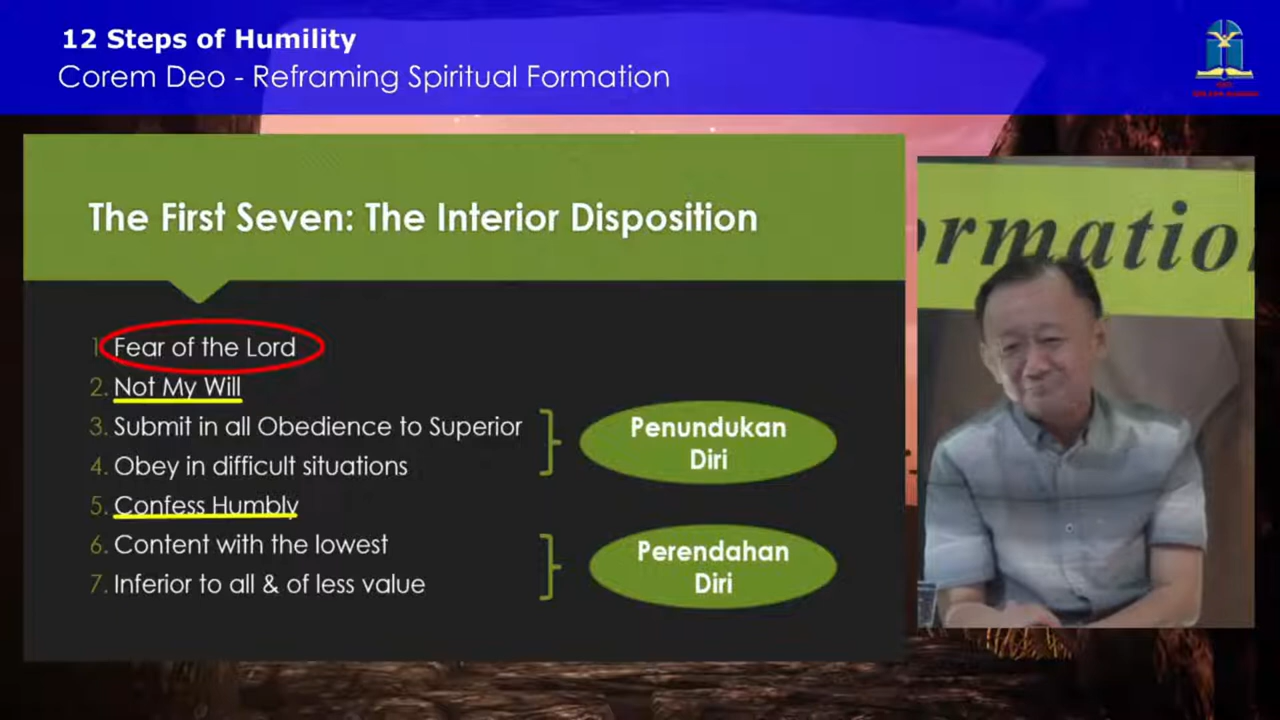 12 Steps of Humility
Corem Deo - Reframing Spiritual Formation
The First Seven: The Interior Disposition
1. Fear of the Lord
2. Not My Will
3. Submit in all Obedience to Superior
4. Obey in difficult situations
5. Confess Humbly
6. Content with the lowest
7. Inferior to all & of less value
Penundukan
Diri
Perendahan
Diri
ormatio